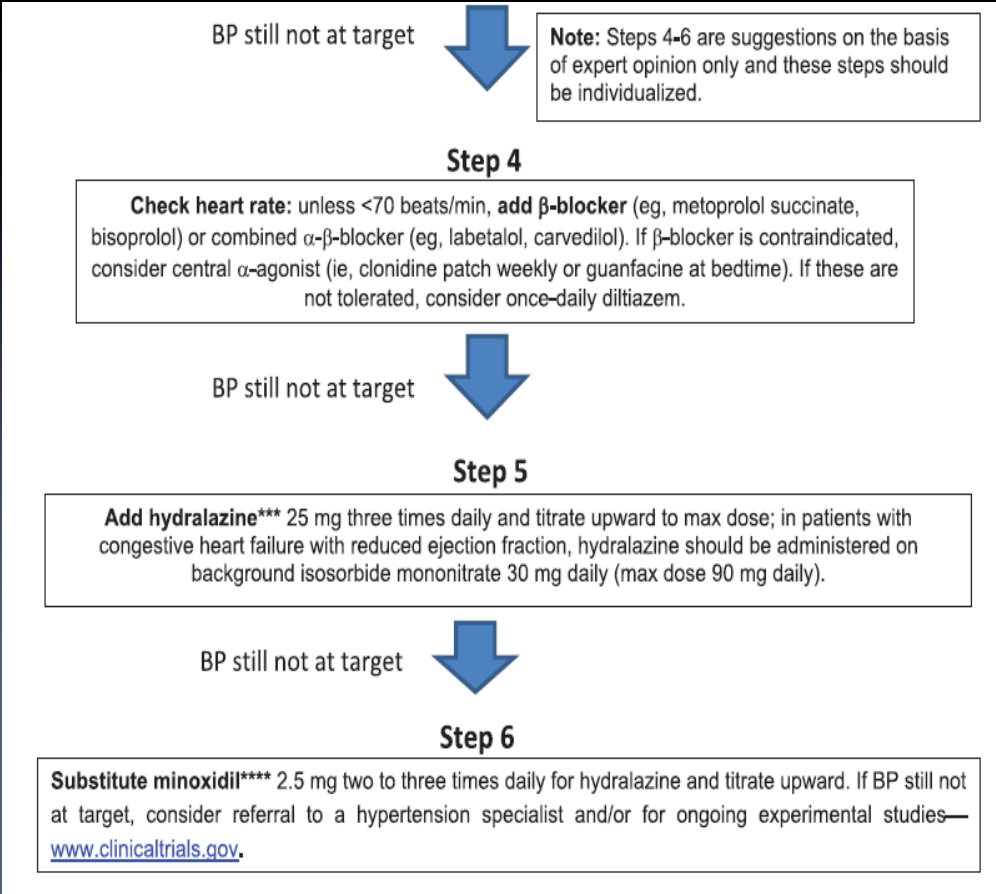 BP still not at target
Note: Steps 4-6 are suggestions on the basis
of expert opinion only and these steps should
be individualized.
Step 4
Check heart rate: unless <70 beats/min, add β-blocker (eg, metoprolol succinate,
bisoprolol) or combined α-β-blocker (eg, labetalol, carvedilol). If β-blocker is contraindicated,
consider central α-agonist (ie, clonidine patch weekly or guanfacine at bedtime). If these are
not tolerated, consider once-daily diltiazem.
BP still not at target
Step 5
Add hydralazine*** 25 mg three times daily and titrate upward to max dose; in patients with
congestive heart failure with reduced ejection fraction, hydralazine should be administered on
background isosorbide mononitrate 30 mg daily (max dose 90 mg daily).
BP still not at target
Step 6
Substitute minoxidil**** 2.5 mg two to three times daily for hydralazine and titrate upward. If BP still not
at target, consider referral to a hypertension specialist and/or for ongoing experimental studies—
www.clinicaltrials.gov.